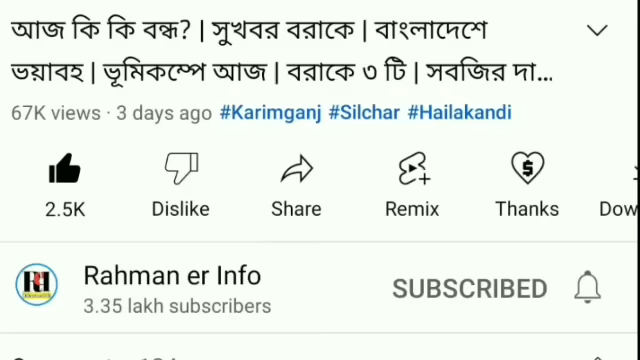 আজ কি কি বন্ধ? | সুখবর বরাকে | বাংলাদেশে
ভয়াবহ | ভূমিকম্পে আজ | বরাকে ৩ টি | সবজির দা...
67K views · 3 days ago #Karimganj #Silchar #Hailakandi
2.5K Dislike Share Remix Thanks Dow
Rahman er Info SUBSCRIBED
3.35 lakh subscribers